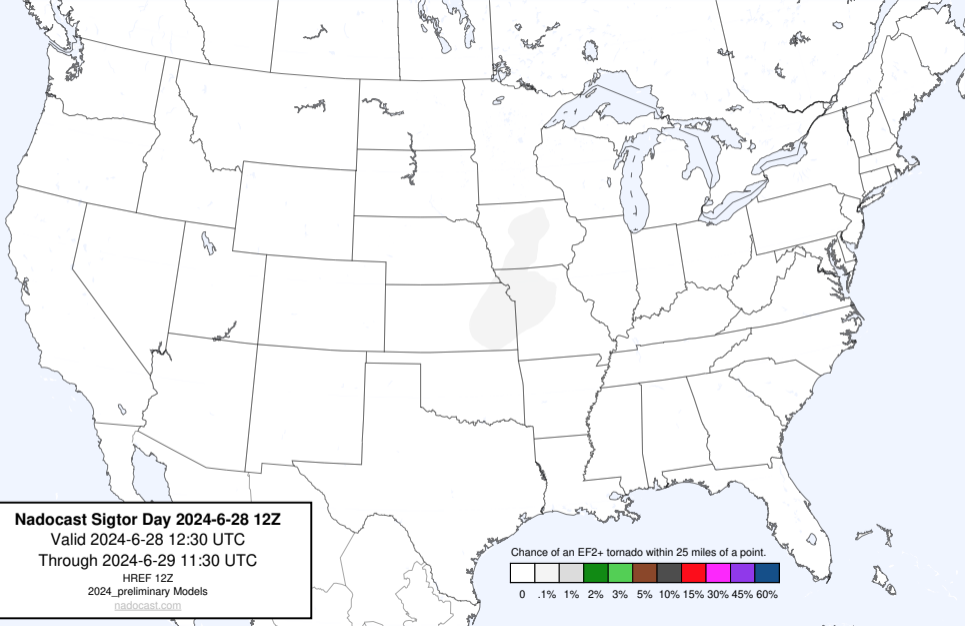 Nadocast Sigtor Day 2024-6-28 12Z
Valid 2024-6-28 12:30 UTC
Through 2024-6-29 11:30 UTC
HREF 12Z
2024_preliminary Models
nadocast.com
Chance of an EF2+ tornado within 25 miles of a point.
0 .1% 1% 2% 3% 5% 10% 15% 30% 45% 60%